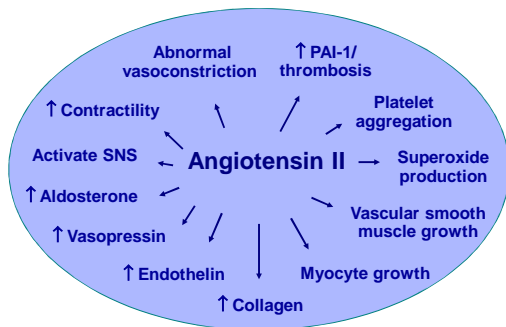 Abnormal
vasoconstriction
↑ PAI-1/
thrombosis
↑ Contractility
Platelet
aggregation
Activate SNS
Angiotensin II
Superoxide
production
↑ Aldosterone
Vascular smooth
muscle growth
↑ Vasopressin
↑ Endothelin
Myocyte growth
↑ Collagen